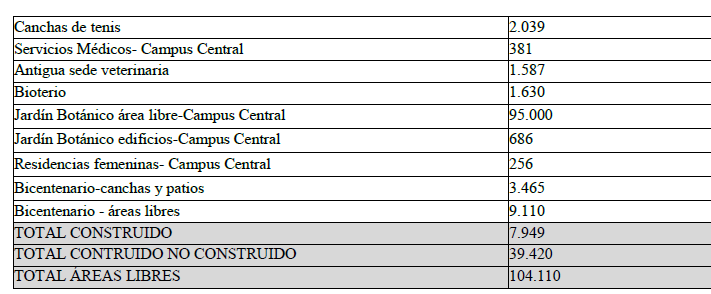 Canchas de tenis 2.039
Servicios Médicos- Campus Central 381
Antigua sede veterinaria 1.587
Bioterio 1.630
Jardín Botánico área libre-Campus Central 95.000
Jardín Botánico edificios-Campus Central 686
Residencias femeninas- Campus Central 256
Bicentenario-canchas y patios 3.465
Bicentenario - áreas libres 9.110
TOTAL CONSTRUIDO 7.949
TOTAL CONTRUIDO NO CONSTRUIDO 39.420
TOTAL ÁREAS LIBRES 104.110